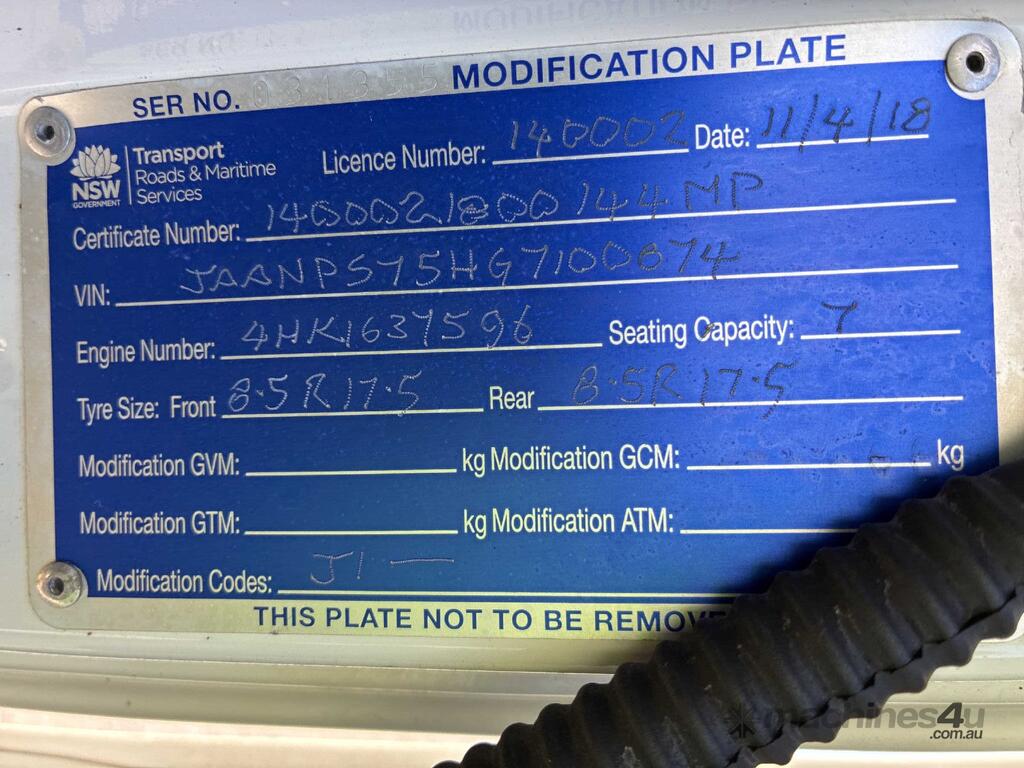 SER NO. 031355 MODIFICATION PLATE
NSW GOVERNMENT
Transport
Roads & Maritime
Services
Licence Number: 140002 Date: 11/4/18
Certificate Number: 1400021800144MP
VIN: JAANPS75HG7100874
Engine Number: 4HK1637596 Seating Capacity: 7
Tyre Size: Front 8.5R17.5 Rear 8.5R17.5
Modification GVM: kg Modification GCM: kg
Modification GTM: kg Modification ATM:
Modification Codes: J1 —
THIS PLATE NOT TO BE
machines4u
.com.au